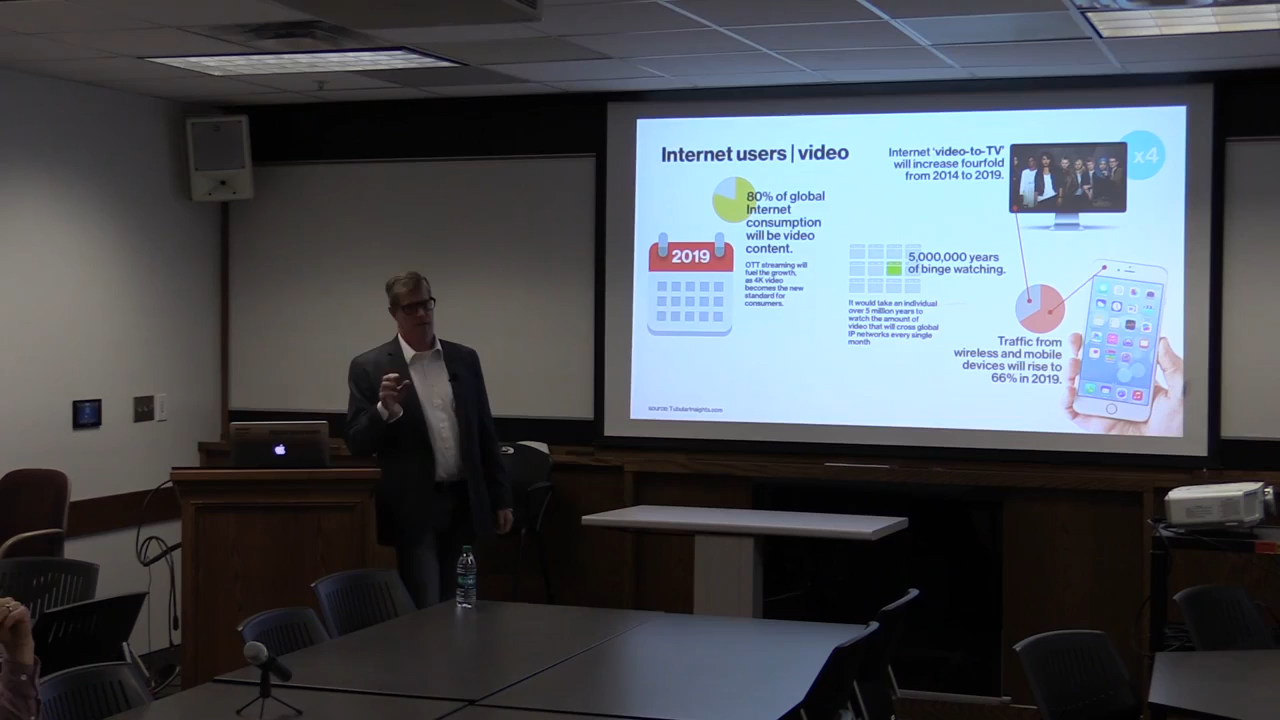 Internet users | video
80% of global
Internet
consumption
will be video
content.
OTT streaming will
fuel the growth,
as 4K video
becomes the new
standard for
consumers.
2019
Internet 'video-to-TV'
will increase fourfold
from 2014 to 2019.
x4
5,000,000 years
of binge watching.
It would take an individual
over 5 million years to
watch the amount of
video that will cross global
IP networks every single
month
Traffic from
wireless and mobile
devices will rise to
66% in 2019.
source: TubularInsights.com